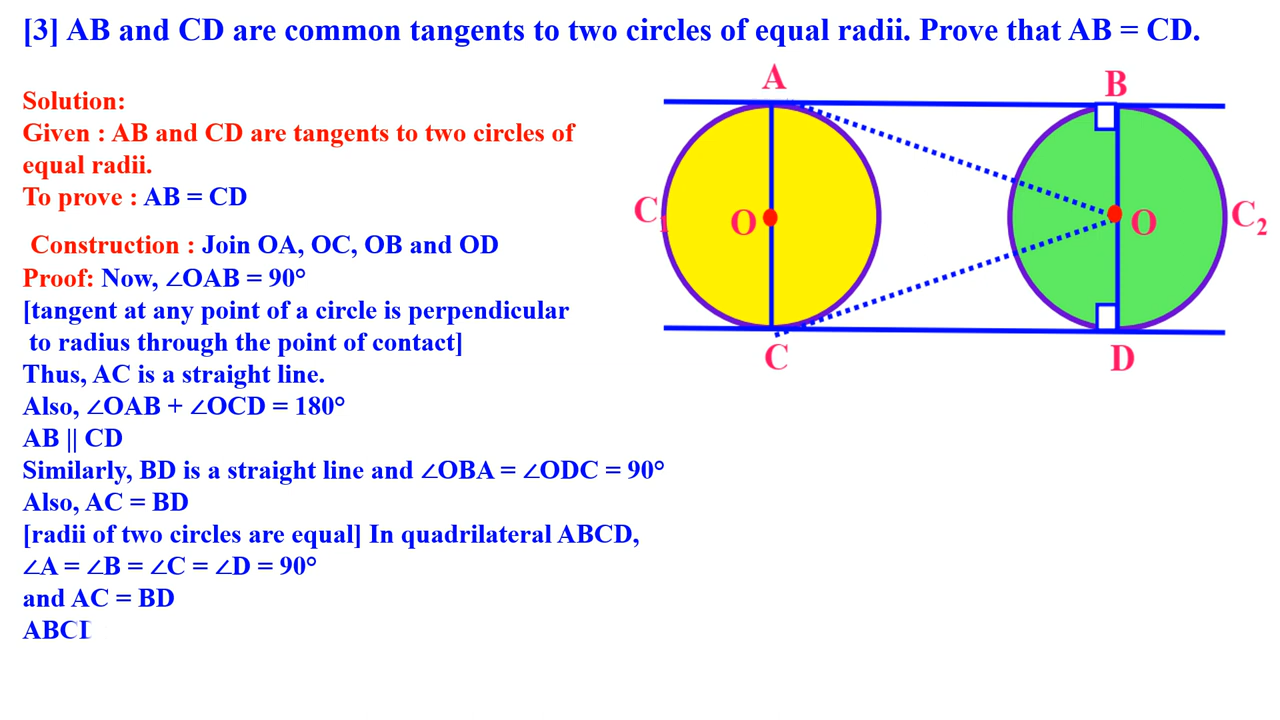 [3] AB and CD are common tangents to two circles of equal radii. Prove that AB = CD.
Solution:
Given : AB and CD are tangents to two circles of
equal radii.
To prove : AB = CD
Construction : Join OA, OC, OB and OD
Proof: Now, ∠OAB = 90°
[tangent at any point of a circle is perpendicular
to radius through the point of contact]
Thus, AC is a straight line.
Also, ∠OAB + ∠OCD = 180°
AB || CD
Similarly, BD is a straight line and ∠OBA = ∠ODC = 90°
Also, AC = BD
[radii of two circles are equal] In quadrilateral ABCD,
∠A = ∠B = ∠C = ∠D = 90°
and AC = BD
ABC
A
B
C₁
O
O
C₂
C
D